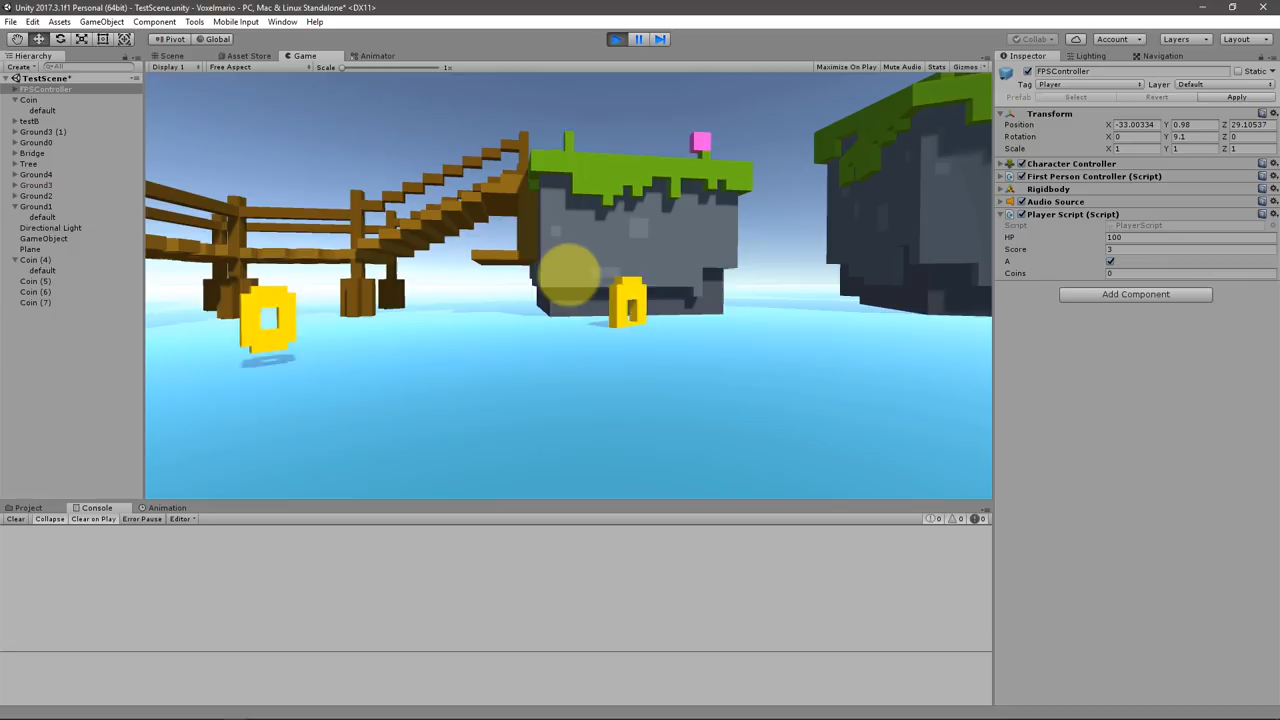 Unity 2017.3.1f1 Personal (64bit) - TestScene.unity - Voxelmario - PC, Mac & Linux Standalone* <DX11>
File Edit Assets GameObject Component Tools Mobile Input Window Help
Pivot Global Collab Account Layers Layout
Hierarchy
Create All
TestScene*
FPSController
Coin
default
testB
Ground3 (1)
Ground0
Bridge
Tree
Ground4
Ground3
Ground2
Ground1
default
Directional Light
GameObject
Plane
Coin (4)
default
Coin (5)
Coin (6)
Coin (7)
Scene Asset Store Game Animator
Display 1 Free Aspect Scale 1x Maximize On Play Mute Audio Stats Gizmos
Inspector Lighting Navigation
FPSController Static
Tag Player Layer Default
Prefab Select Revert Apply
Transform
Position X -33.00334 Y 0.98 Z 29.10537
Rotation X 0 Y 9.1 Z 0
Scale X 1 Y 1 Z 1
Character Controller
First Person Controller (Script)
Rigidbody
Audio Source
Player Script (Script)
Script PlayerScript
HP 100
Score 3
A
Coins 0
Add Component
Project Console Animation
Clear Collapse Clear on Play Error Pause Editor 0 0 0